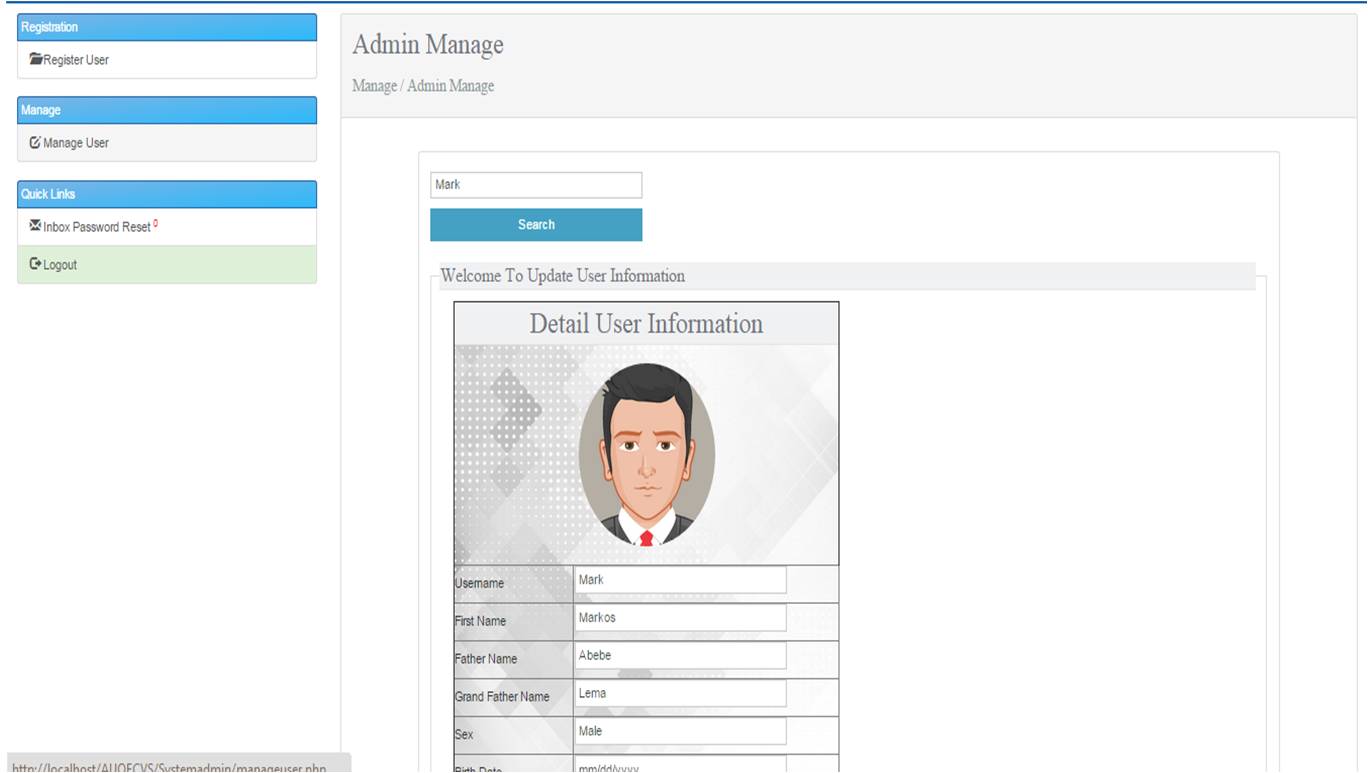 Registration
Register User
Manage
Manage User
Quick Links
Inbox Password Reset 0
Logout
Admin Manage
Manage / Admin Manage
Mark
Search
Welcome To Update User Information
Detail User Information
Username Mark
First Name Markos
Father Name Abebe
Grand Father Name Lema
Sex Male
Birth Date mm/dd/yyyy
http://localhost/AUOECVS/Systemadmin/manageuser.php